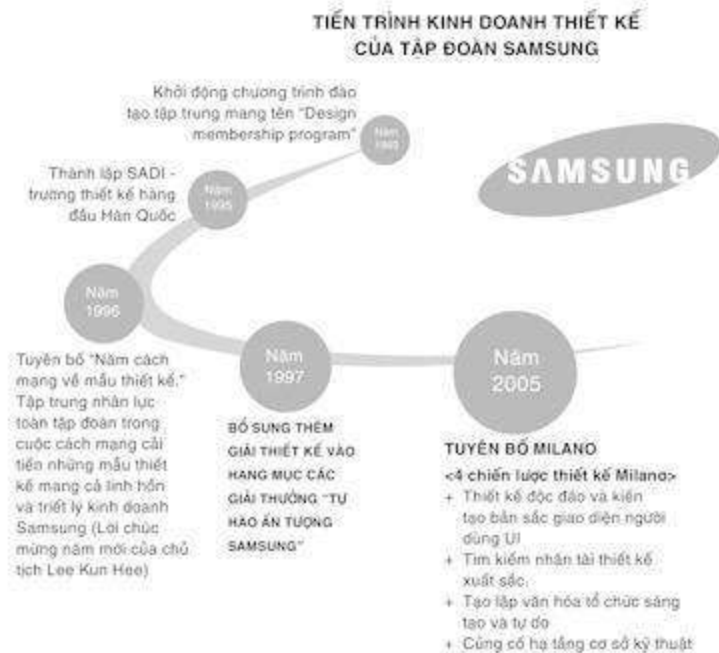 TIẾN TRÌNH KINH DOANH THIẾT KẾ
CỦA TẬP ĐOÀN SAMSUNG
Khởi động chương trình đào
tạo tập trung mang tên "Design
membership program"
Năm
SAMSUNG
Thành lập SADI -
trường thiết kế hàng
đầu Hàn Quốc
Năm
1995
Năm
1996
Tuyên bố "Năm cách
mạng về mẫu thiết kế."
Tập trung nhân lực
toàn tập đoàn trong
cuộc cách mạng cải
tiến những mẫu thiết
kế mang cả linh hồn
và triết lý kinh doanh
Samsung (Lời chúc
mừng năm mới của chủ
tịch Lee Kun Hee)
Năm
1997
BỔ SUNG THÊM
GIẢI THIẾT KẾ VÀO
HẠNG MỤC CÁC
GIẢI THƯỞNG "TỰ
HÀO ẤN TƯỢNG
SAMSUNG"
Năm
2005
TUYÊN BỐ MILANO
<4 chiến lược thiết kế Milano>
+ Thiết kế độc đáo và kiến
tạo bản sắc giao diện người
dùng UI
+ Tìm kiếm nhân tài thiết kế
xuất sắc.
+ Tạo lập văn hóa tổ chức sáng
tạo và tự do
+ Củng cố hạ tầng cơ sở kỹ thuật